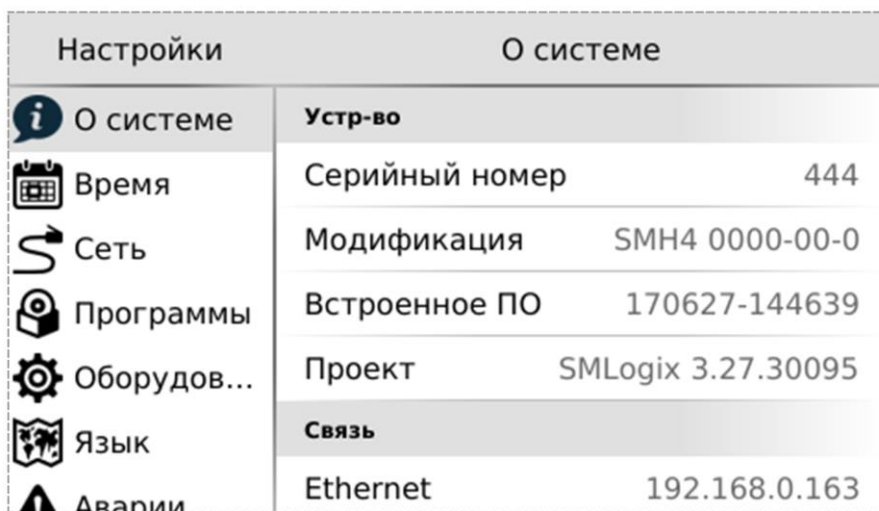 Настройки
О системе
О системе
Время
Сеть
Программы
Оборудов...
Язык
Аварии
Устр-во
Серийный номер 444
Модификация SMH4 0000-00-0
Встроенное ПО 170627-144639
Проект SMLogix 3.27.30095
Связь
Ethernet 192.168.0.163